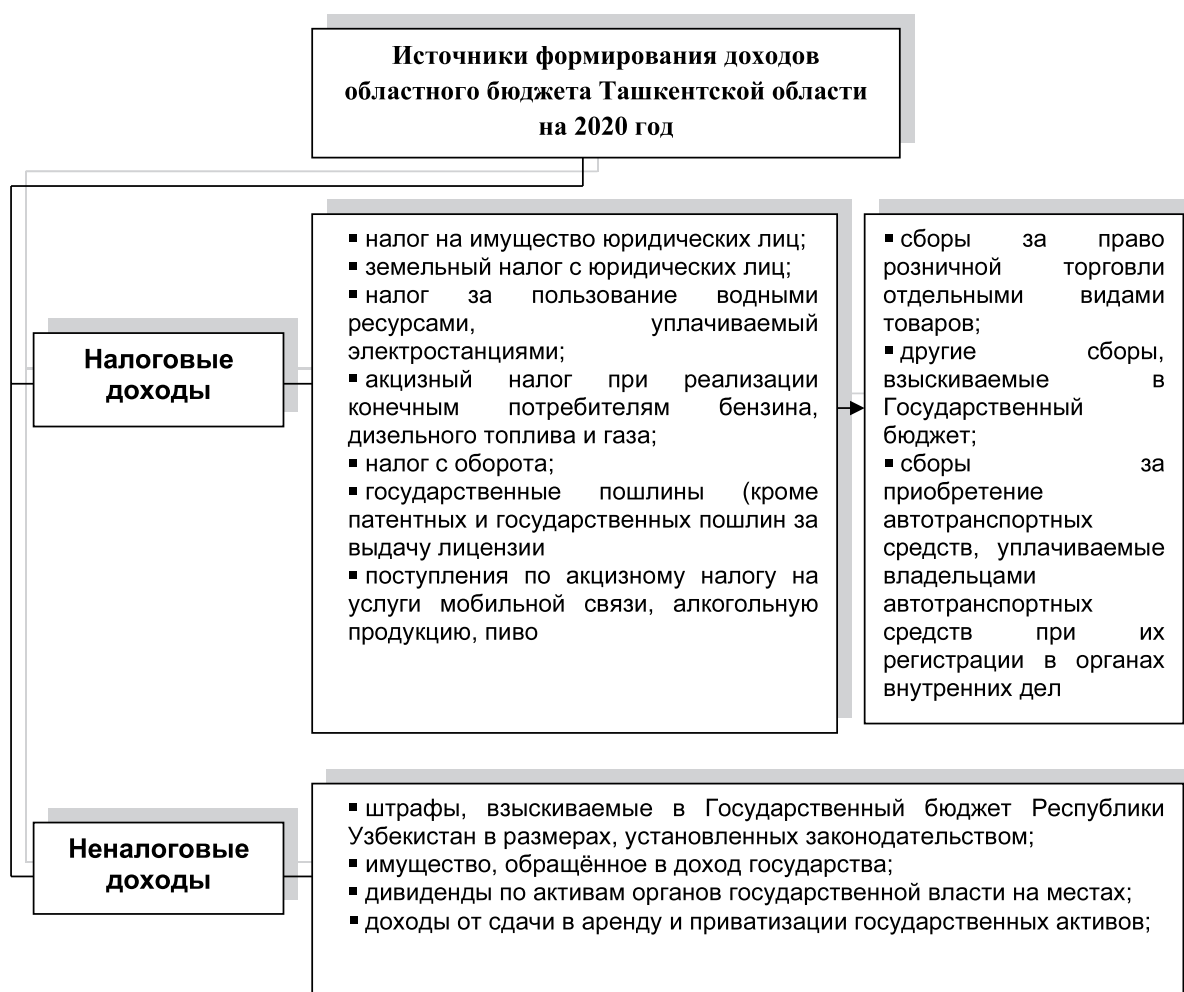 Источники формирования доходов
областного бюджета Ташкентской области
на 2020 год
Налоговые
доходы
▪ налог на имущество юридических лиц;
▪ земельный налог с юридических лиц;
▪ налог за пользование водными
ресурсами, уплачиваемый
электростанциями;
▪ акцизный налог при реализации
конечным потребителям бензина,
дизельного топлива и газа;
▪ налог с оборота;
▪ государственные пошлины (кроме
патентных и государственных пошлин за
выдачу лицензии
▪ поступления по акцизному налогу на
услуги мобильной связи, алкогольную
продукцию, пиво
▪ сборы за право
розничной торговли
отдельными видами
товаров;
▪ другие сборы,
взыскиваемые в
Государственный
бюджет;
▪ сборы за
приобретение
автотранспортных
средств, уплачиваемые
владельцами
автотранспортных
средств при их
регистрации в органах
внутренних дел
Неналоговые
доходы
▪ штрафы, взыскиваемые в Государственный бюджет Республики
Узбекистан в размерах, установленных законодательством;
▪ имущество, обращённое в доход государства;
▪ дивиденды по активам органов государственной власти на местах;
▪ доходы от сдачи в аренду и приватизации государственных активов;